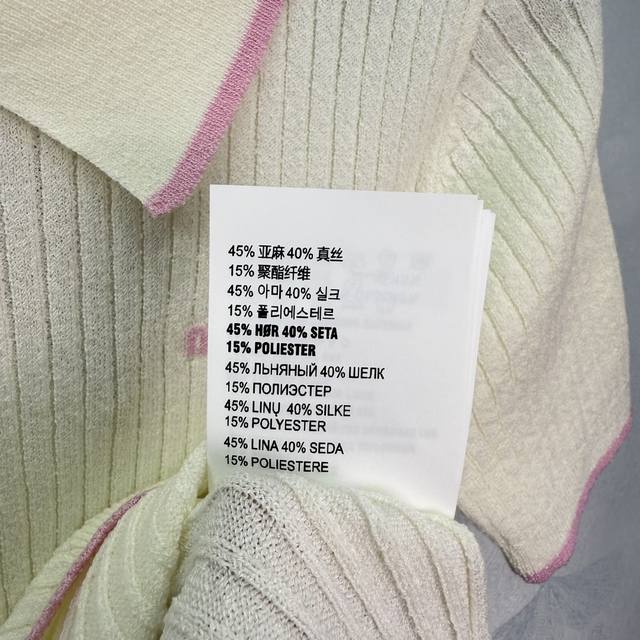 45% 亚麻 40% 真丝
15% 聚酯纤维
45% 아마 40% 실크
15% 폴리에스테르
45% HØR 40% SETA
15% POLIESTER
45% ЛЬНЯНЫЙ 40% ШЕЛК
15% ПОЛИЭСТЕР
45% LINŲ 40% SILKE
15% POLYESTER
45% LINA 40% SEDA
15% POLIESTERE